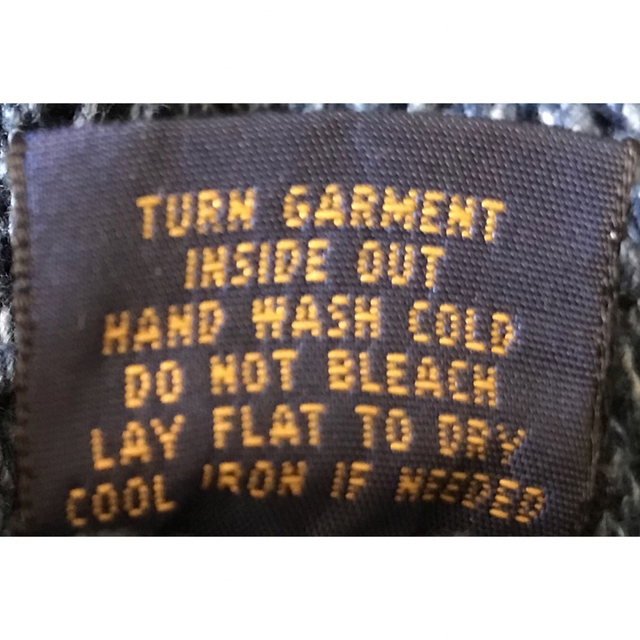 TURN GARMENT
INSIDE OUT
HAND WASH COLD
DO NOT BLEACH
LAY FLAT TO DRY
COOL IRON IF NEEDED